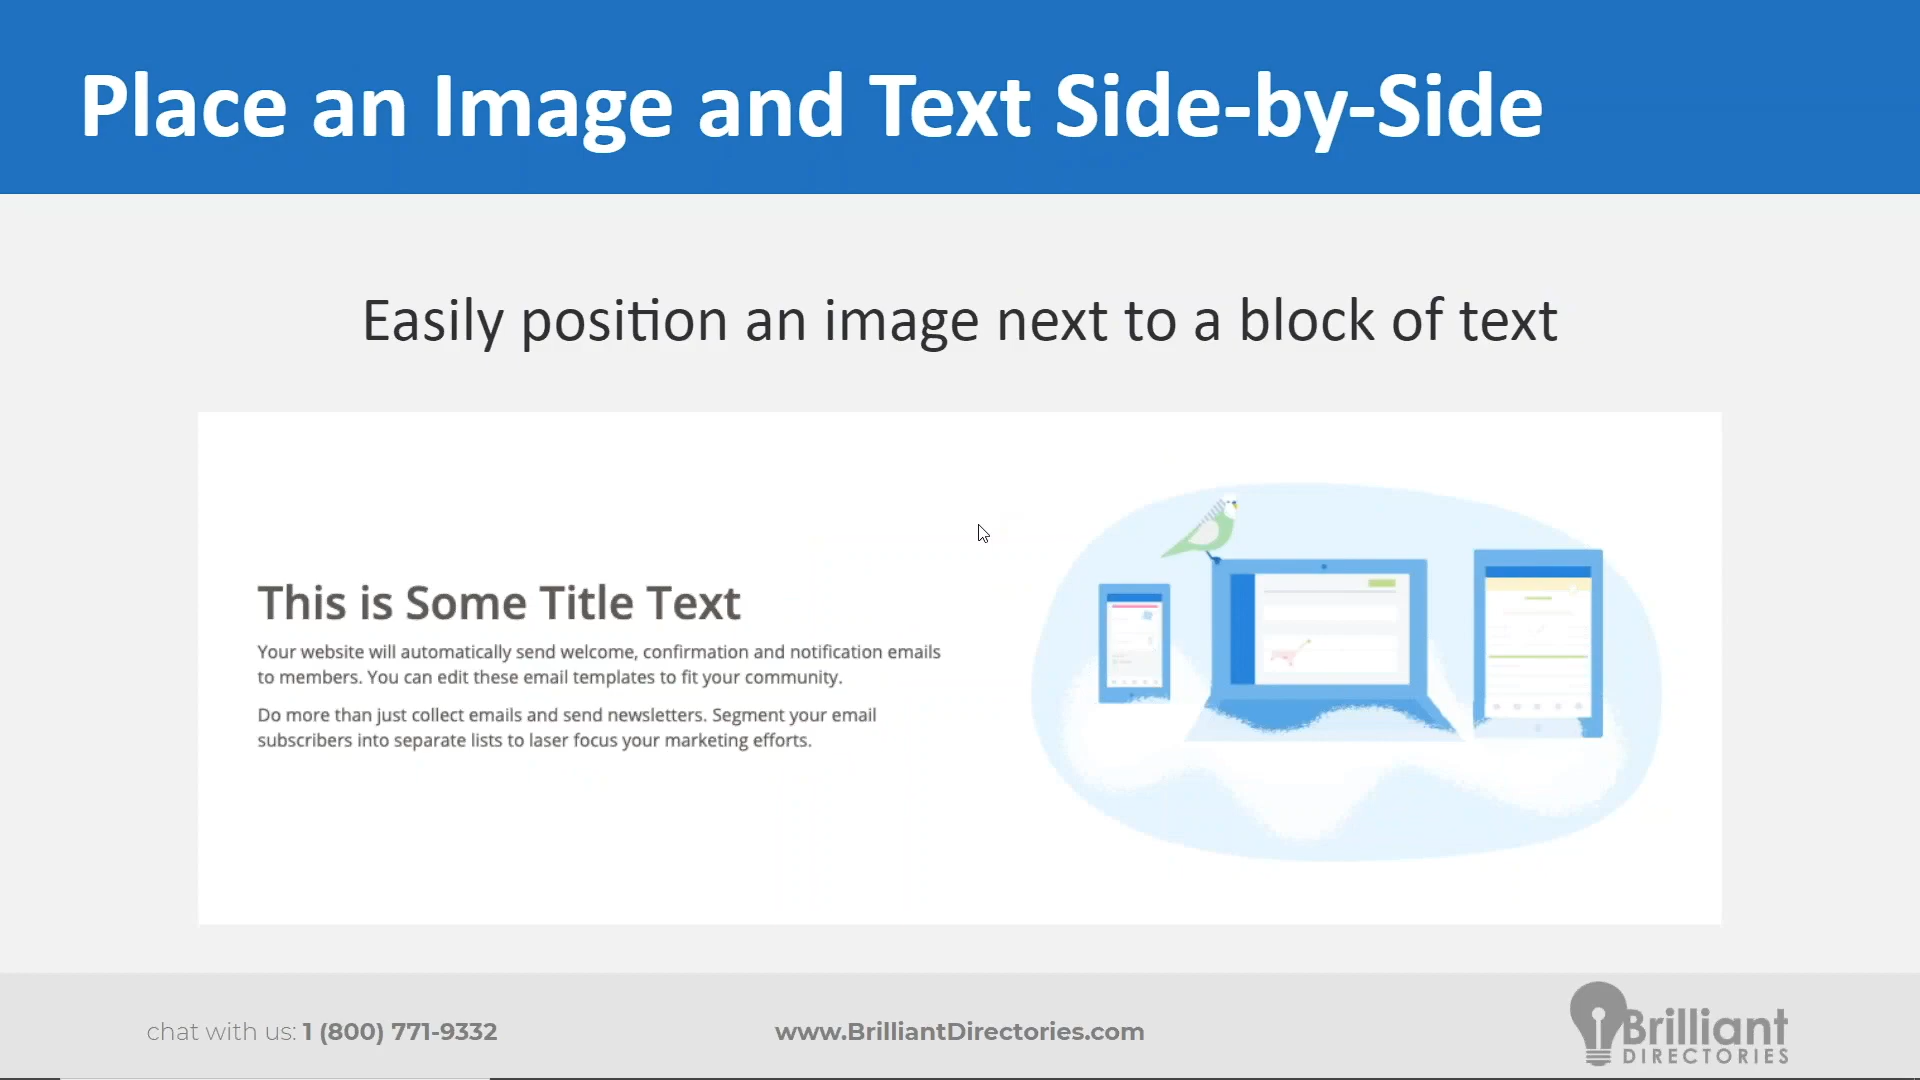 Place an Image and Text Side-by-Side
Easily position an image next to a block of text
This is Some Title Text
Your website will automatically send welcome, confirmation and notification emails
to members. You can edit these email templates to fit your community.
Do more than just collect emails and send newsletters. Segment your email
subscribers into separate lists to laser focus your marketing efforts.
chat with us: 1 (800) 771-9332
www.BrilliantDirectories.com
Brilliant
DIRECTORIES